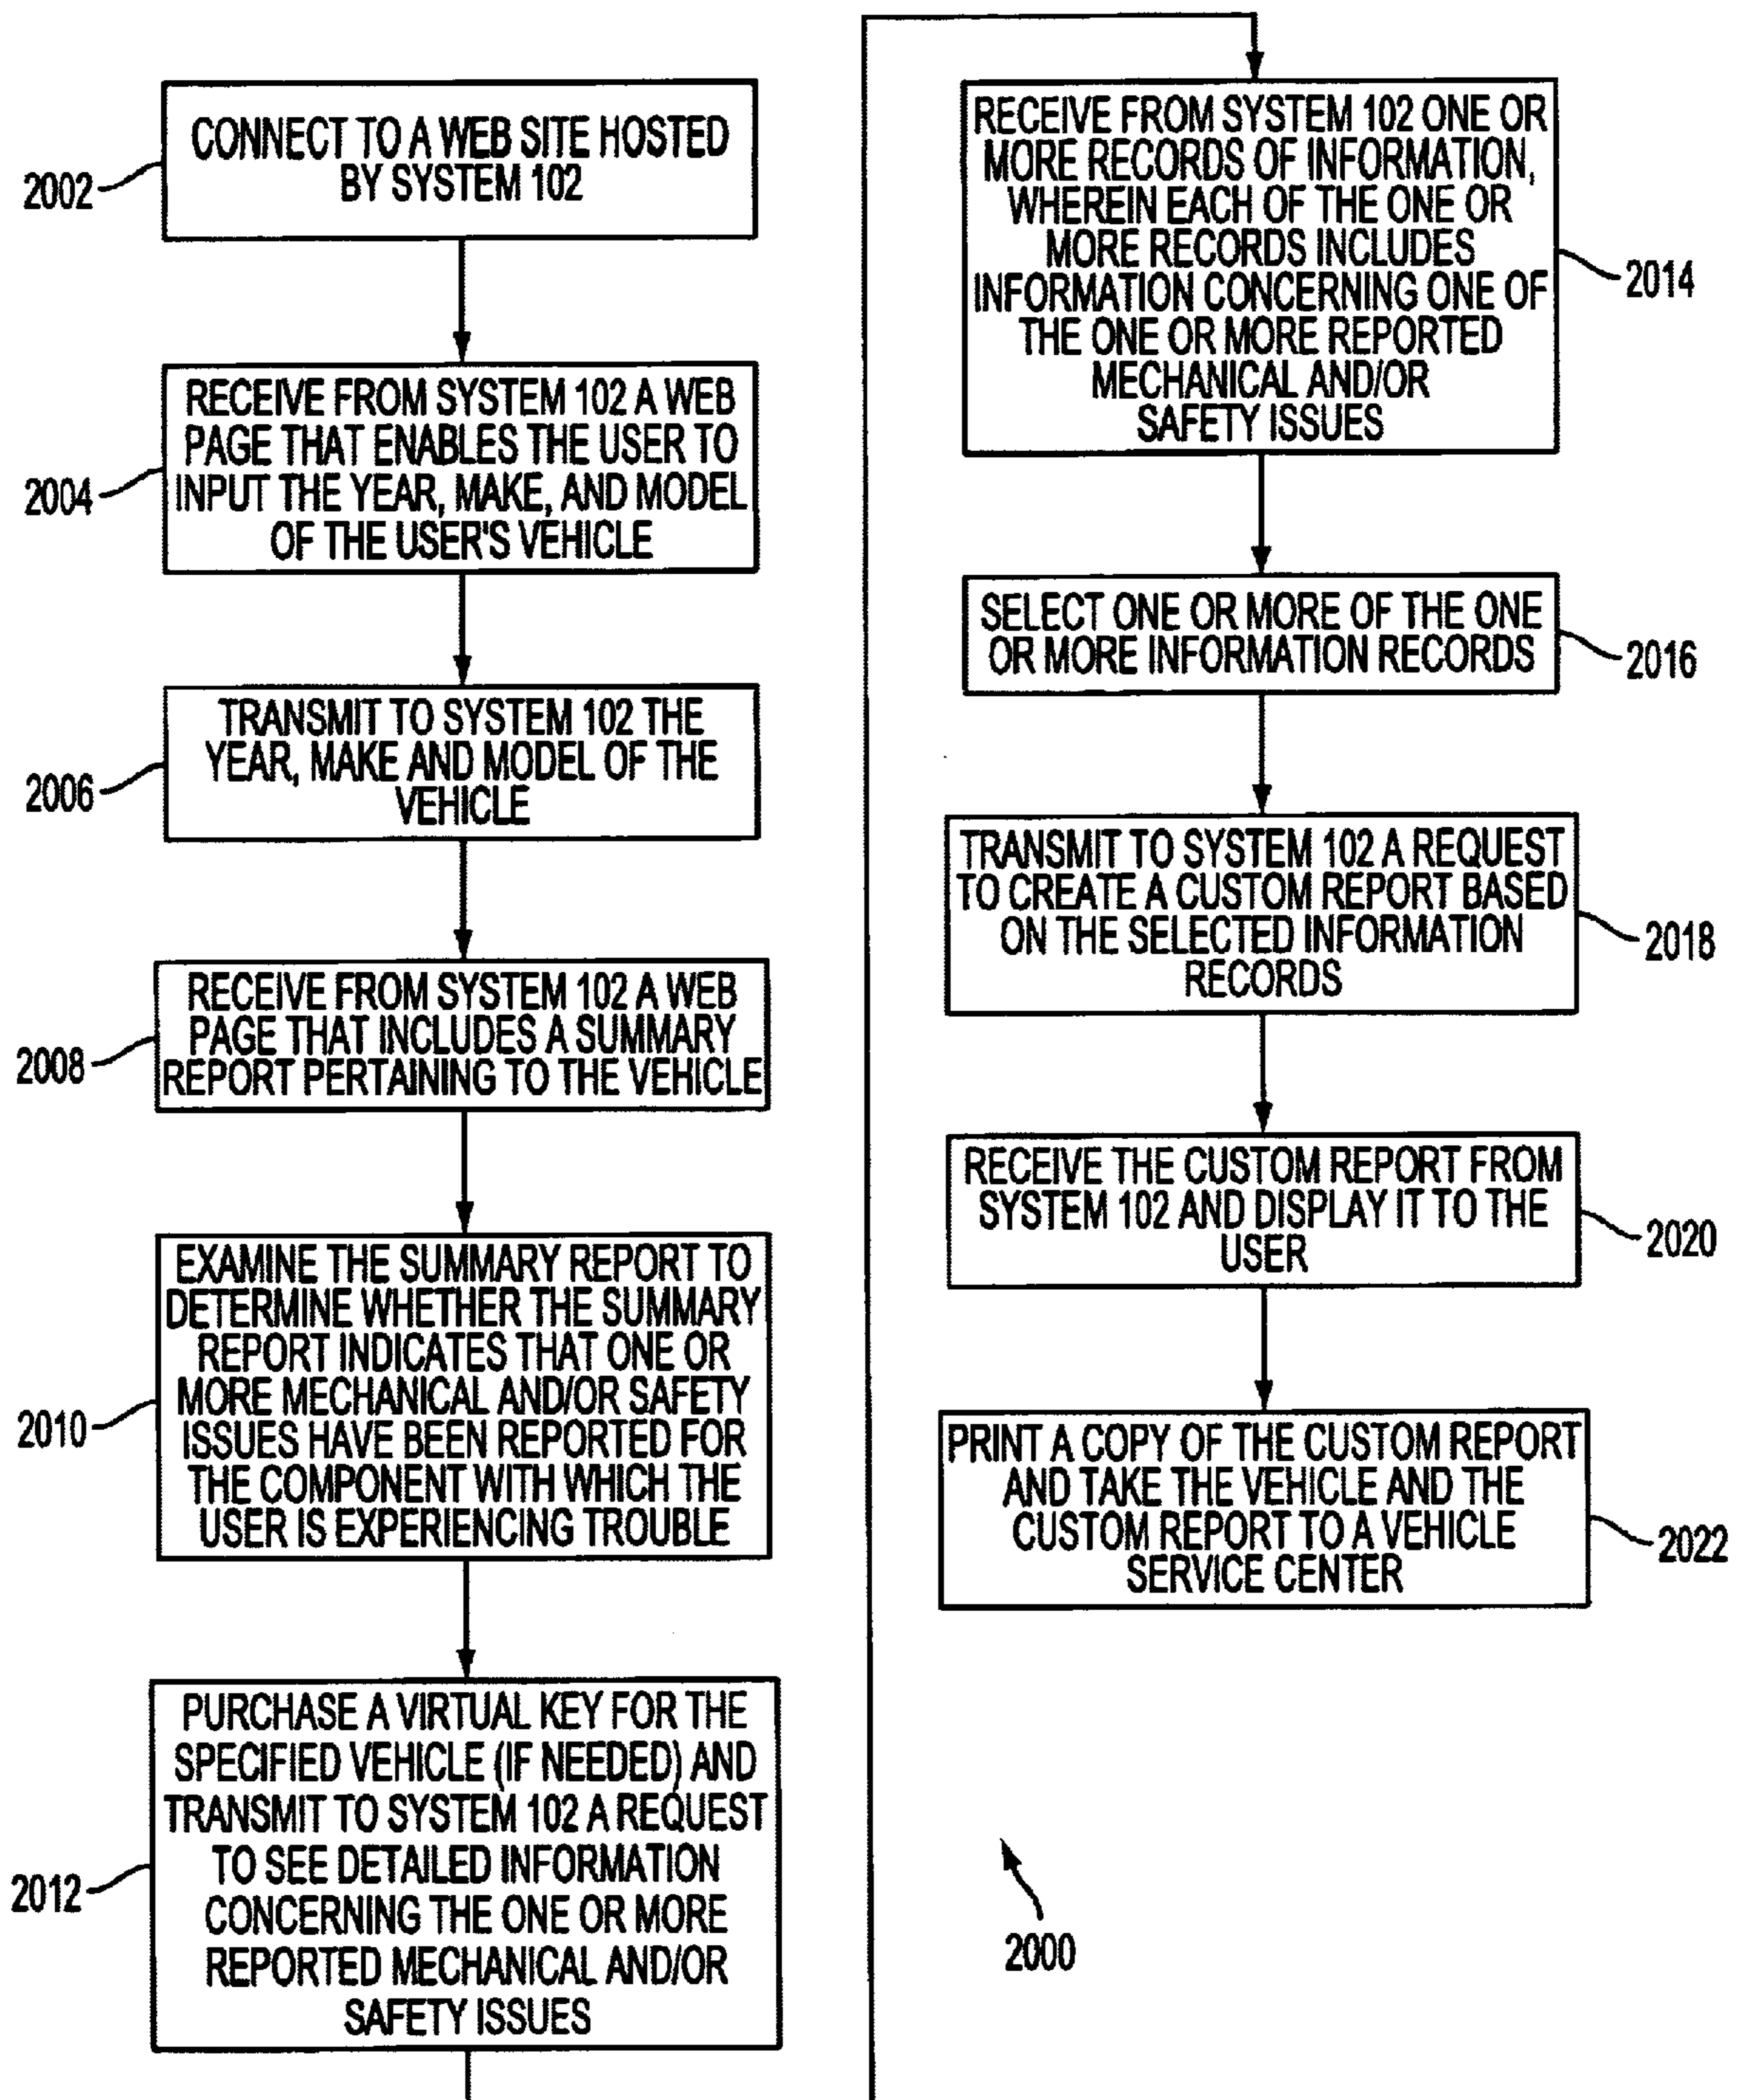 CONNECT TO A WEB SITE HOSTED
BY SYSTEM 102
2002
RECEIVE FROM SYSTEM 102 A WEB
PAGE THAT ENABLES THE USER TO
INPUT THE YEAR, MAKE, AND MODEL
OF THE USER'S VEHICLE
2004
TRANSMIT TO SYSTEM 102 THE
YEAR, MAKE AND MODEL OF THE
VEHICLE
2006
RECEIVE FROM SYSTEM 102 A WEB
PAGE THAT INCLUDES A SUMMARY
REPORT PERTAINING TO THE VEHICLE
2008
EXAMINE THE SUMMARY REPORT TO
DETERMINE WHETHER THE SUMMARY
REPORT INDICATES THAT ONE OR
MORE MECHANICAL AND/OR SAFETY
ISSUES HAVE BEEN REPORTED FOR
THE COMPONENT WITH WHICH THE
USER IS EXPERIENCING TROUBLE
2010
PURCHASE A VIRTUAL KEY FOR THE
SPECIFIED VEHICLE (IF NEEDED) AND
TRANSMIT TO SYSTEM 102 A REQUEST
TO SEE DETAILED INFORMATION
CONCERNING THE ONE OR MORE
REPORTED MECHANICAL AND/OR
SAFETY ISSUES
2012
RECEIVE FROM SYSTEM 102 ONE OR
MORE RECORDS OF INFORMATION,
WHEREIN EACH OF THE ONE OR
MORE RECORDS INCLUDES
INFORMATION CONCERNING ONE OF
THE ONE OR MORE REPORTED
MECHANICAL AND/OR
SAFETY ISSUES
2014
SELECT ONE OR MORE OF THE ONE
OR MORE INFORMATION RECORDS
2016
TRANSMIT TO SYSTEM 102 A REQUEST
TO CREATE A CUSTOM REPORT BASED
ON THE SELECTED INFORMATION
RECORDS
2018
RECEIVE THE CUSTOM REPORT FROM
SYSTEM 102 AND DISPLAY IT TO THE
USER
2020
PRINT A COPY OF THE CUSTOM REPORT
AND TAKE THE VEHICLE AND THE
CUSTOM REPORT TO A VEHICLE
SERVICE CENTER
2022
2000